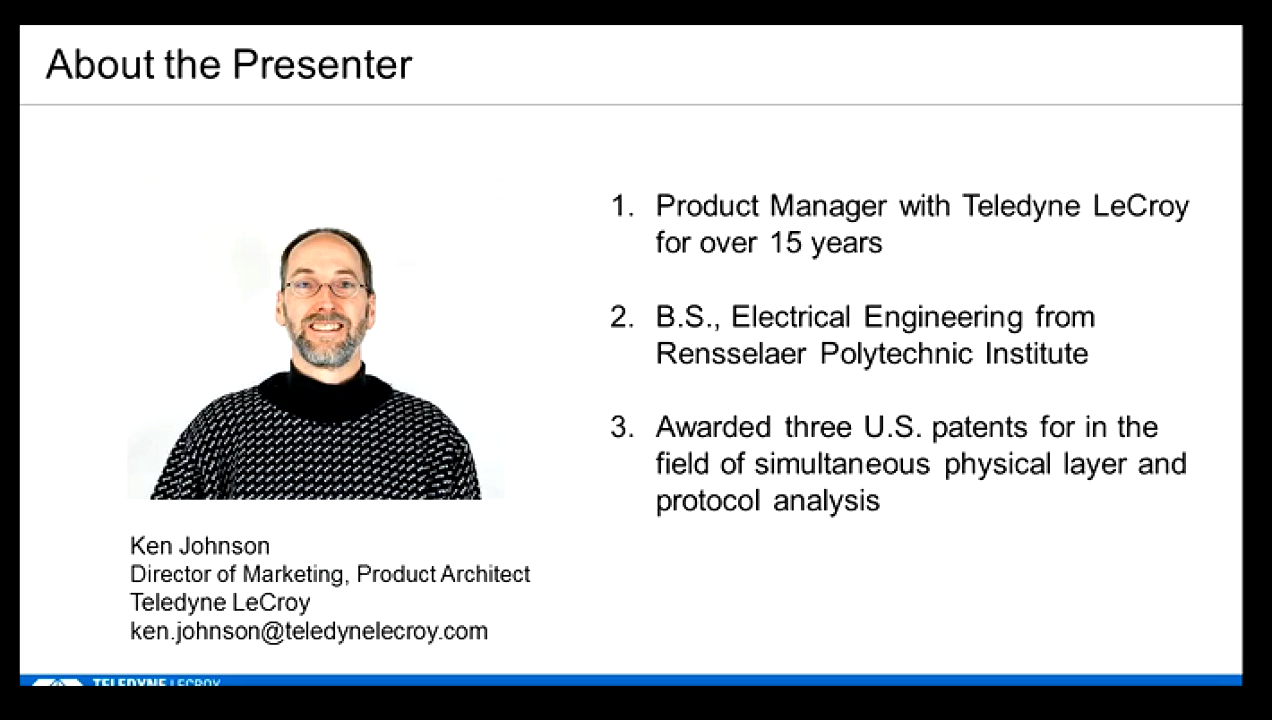 About the Presenter
1. Product Manager with Teledyne LeCroy
for over 15 years
2. B.S., Electrical Engineering from
Rensselaer Polytechnic Institute
3. Awarded three U.S. patents for in the
field of simultaneous physical layer and
protocol analysis
Ken Johnson
Director of Marketing, Product Architect
Teledyne LeCroy
ken.johnson@teledynelecroy.com
TELEDYNE LECROY